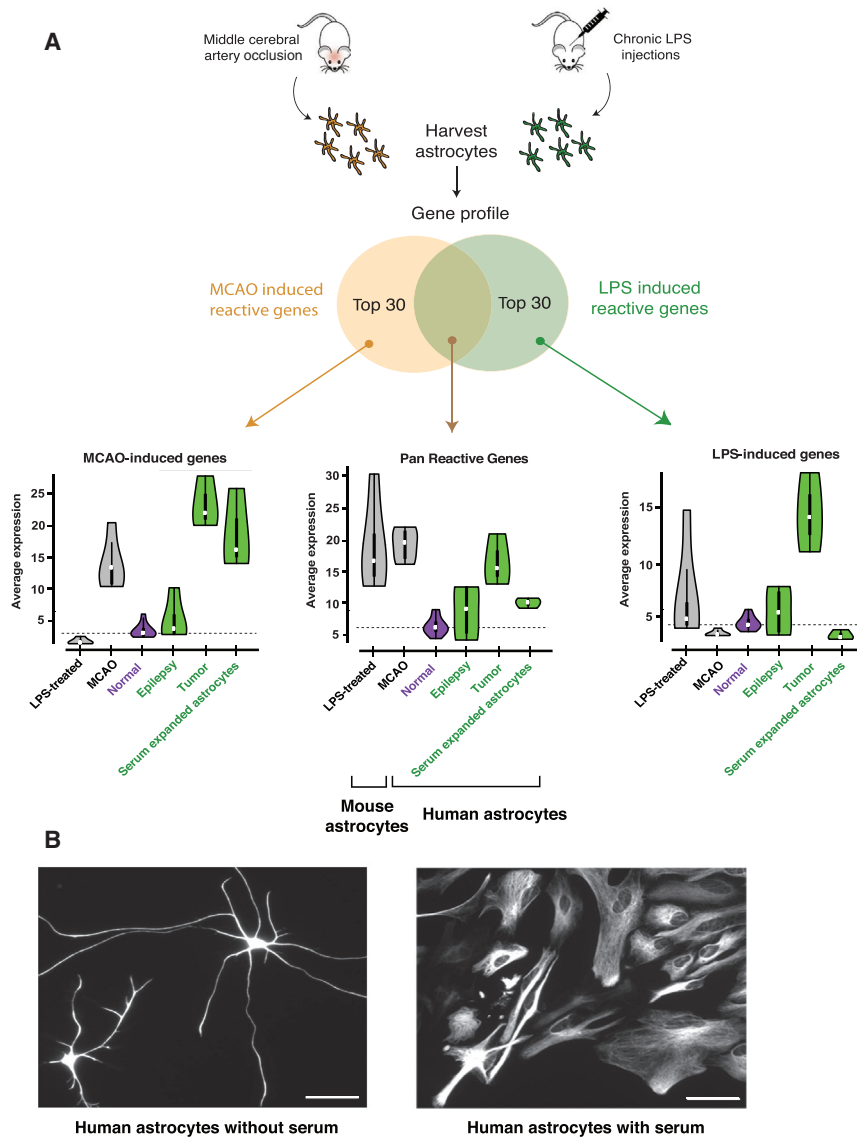 A
Middle cerebral
artery occlusion
Chronic LPS
injections
Harvest
astrocytes
Gene profile
MCAO induced
reactive genes
Top 30
Top 30
LPS induced
reactive genes
MCAO-induced genes
Average expression
25
20
15
10
5
LPS-treated
MCAO
Normal
Epilepsy
Tumor
Serum expanded astrocytes
Pan Reactive Genes
Average expression
30
25
20
15
10
5
LPS-treated
MCAO
Normal
Epilepsy
Tumor
Serum expanded astrocytes
LPS-induced genes
Average expression
15
10
5
LPS-treated
MCAO
Normal
Epilepsy
Tumor
Serum expanded astrocytes
Mouse
astrocytes
Human astrocytes
B
Human astrocytes without serum
Human astrocytes with serum